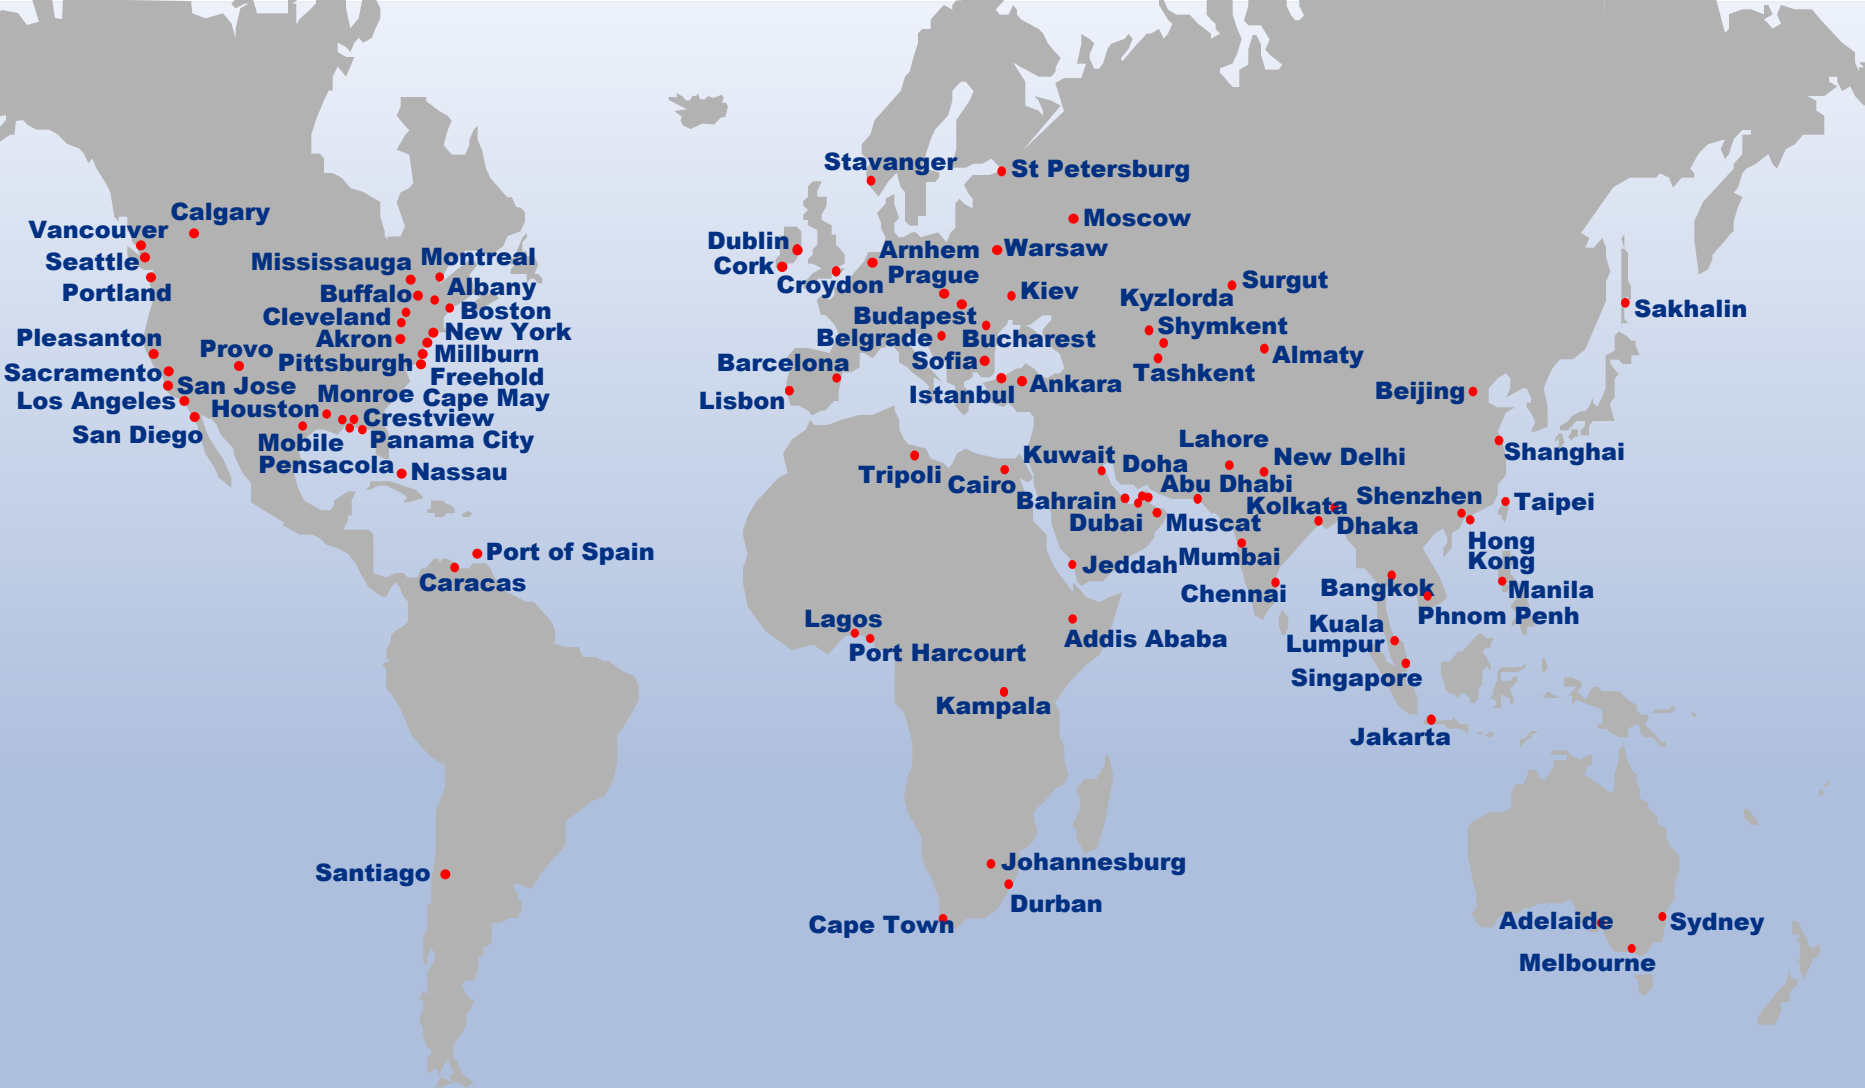 Stavanger
St Petersburg
Calgary
Moscow
Vancouver
Dublin
Arnhem
Warsaw
Seattle
Mississauga
Montreal
Cork
Prague
Croydon
Surgut
Portland
Buffalo
Albany
Kiev
Kyzlorda
Cleveland
Boston
Budapest
Sakhalin
Pleasanton
Akron
New York
Belgrade
Bucharest
Shymkent
Provo
Pittsburgh
Millburn
Barcelona
Sofia
Almaty
Sacramento
Freehold
Tashkent
San Jose
Monroe
Cape May
Istanbul
Ankara
Beijing
Los Angeles
Houston
Crestview
Lisbon
San Diego
Mobile
Panama City
Lahore
Shanghai
Pensacola
Nassau
Tripoli
Cairo
Kuwait
Doha
New Delhi
Abu Dhabi
Bahrain
Kolkata
Shenzhen
Taipei
Dubai
Muscat
Dhaka
Hong
Kong
Port of Spain
Mumbai
Jeddah
Caracas
Chennai
Bangkok
Manila
Phnom Penh
Lagos
Kuala
Lumpur
Port Harcourt
Addis Ababa
Singapore
Kampala
Jakarta
Santiago
Johannesburg
Durban
Cape Town
Adelaide
Sydney
Melbourne